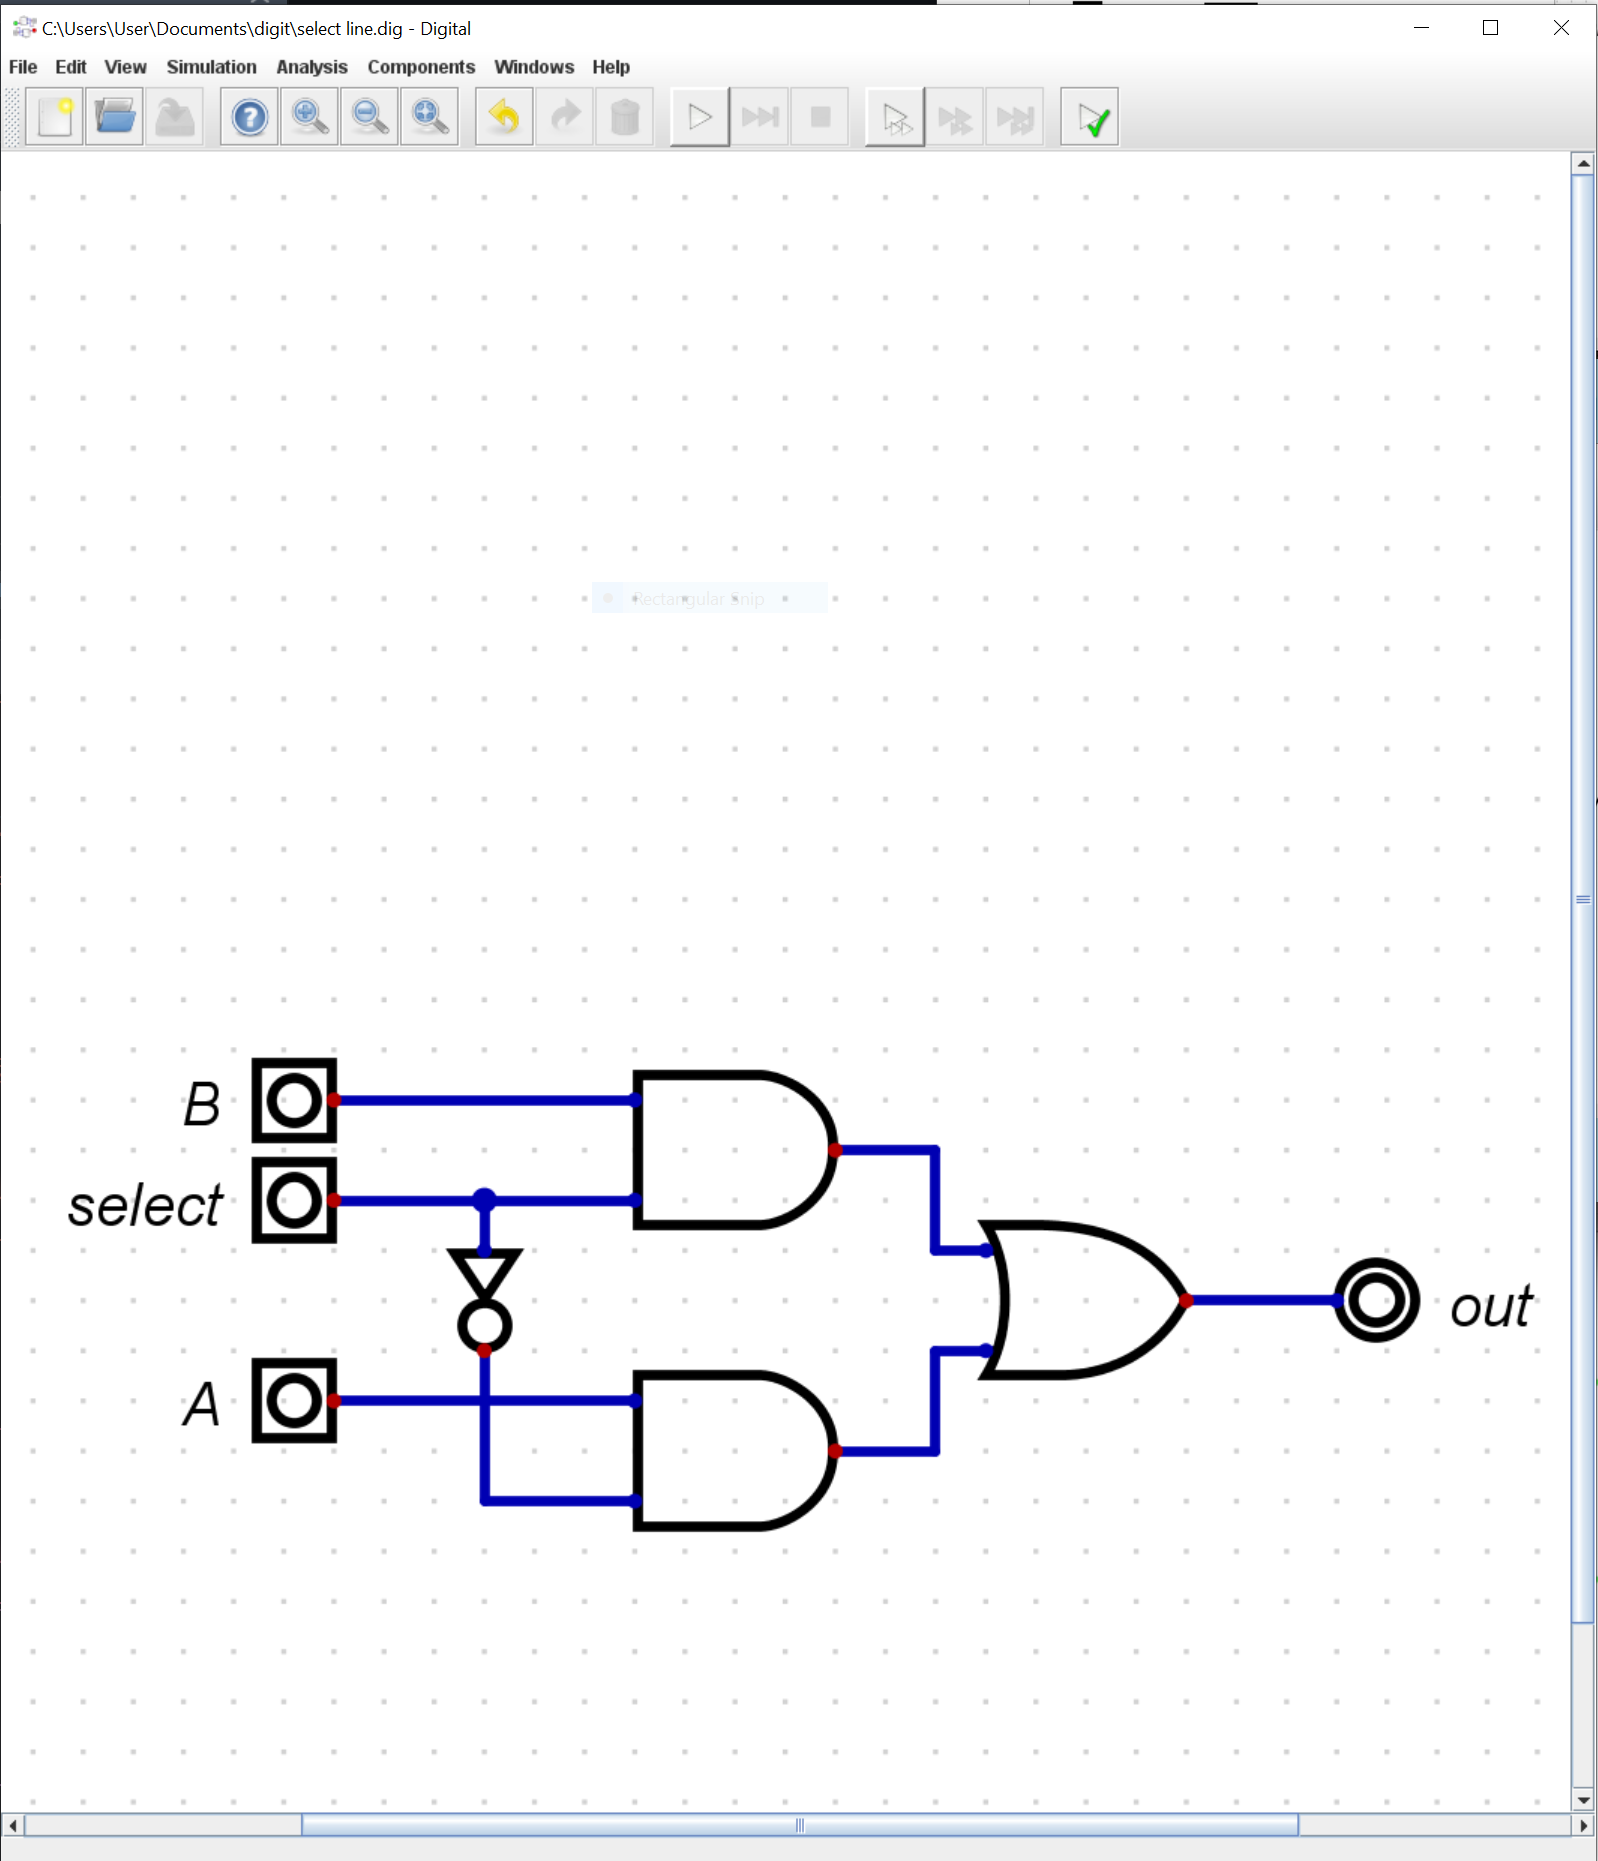 C:\Users\User\Documents\digit\select line.dig - Digital
File Edit View Simulation Analysis Components Windows Help
Rectangular Snip
B
select
A
out